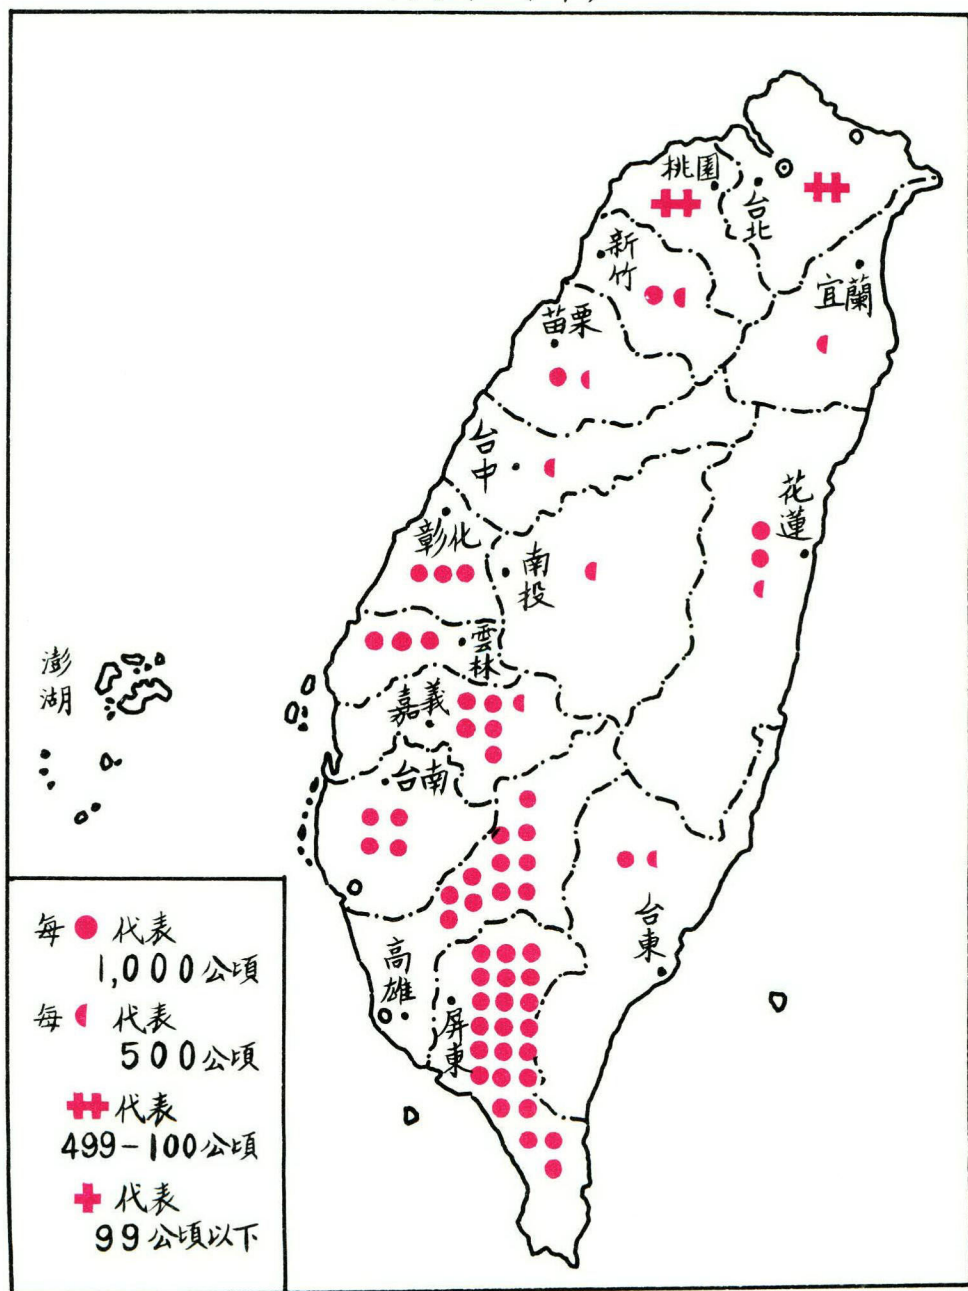 桃園
台北
新竹
宜蘭
苗栗
台中
花蓮
彰化
南投
雲林
澎湖
嘉義
台南
台東
高雄
屏東
每 代表
1,000公頃
每 代表
500公頃
代表
499-100公頃
代表
99公頃以下